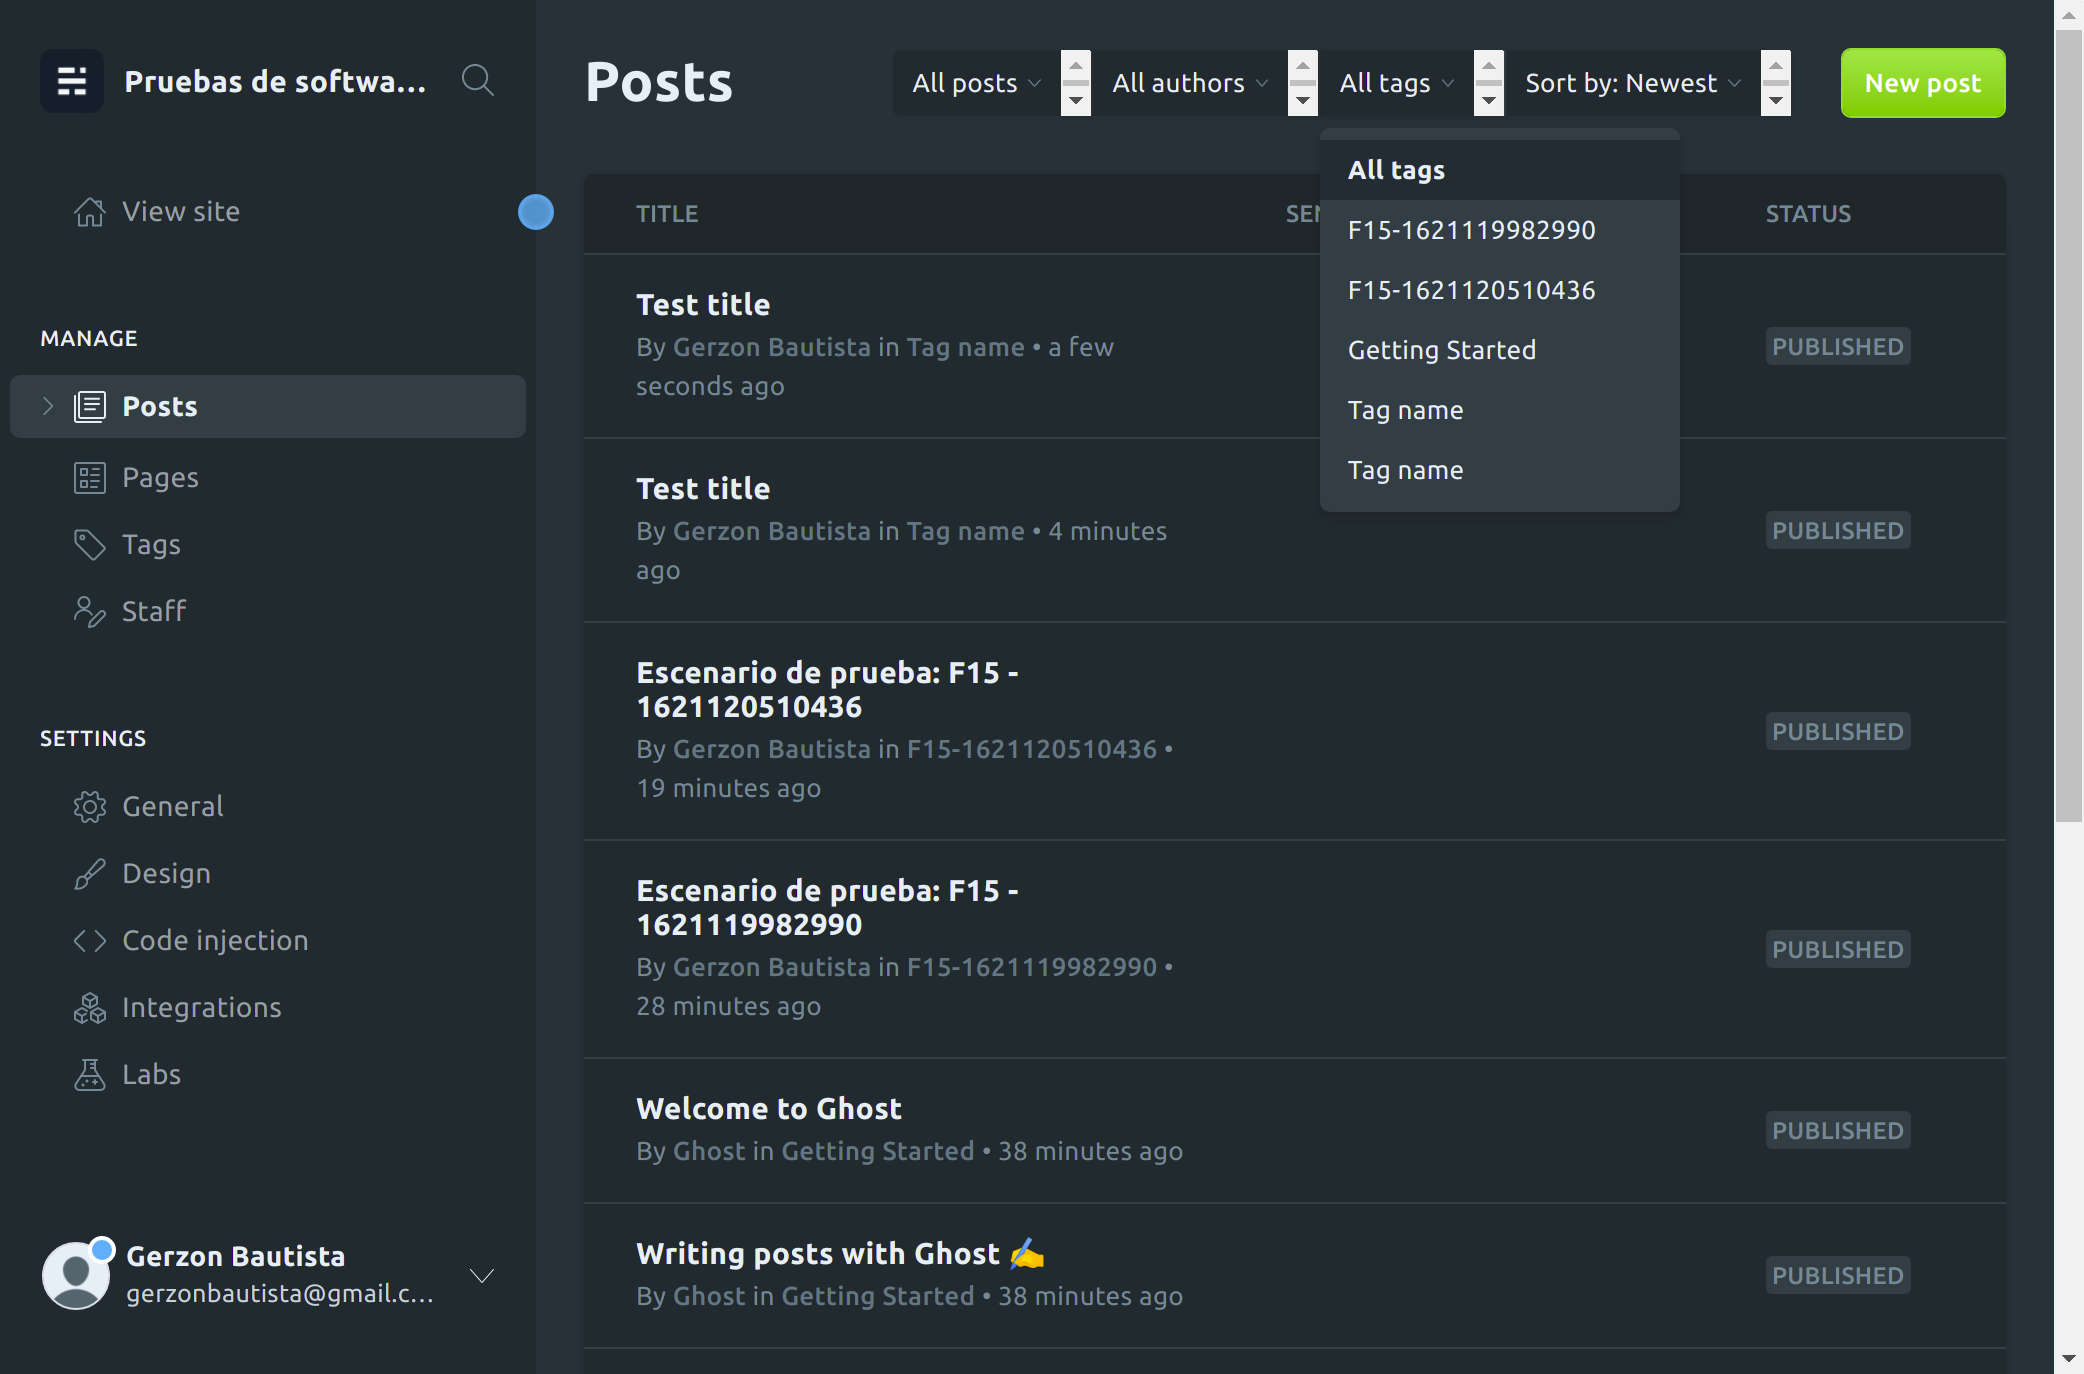 Pruebas de softwa...
View site
MANAGE
Posts
Pages
Tags
Staff
SETTINGS
General
Design
Code injection
Integrations
Labs
Gerzon Bautista
gerzonbautista@gmail.c...
Posts
All posts
All authors
All tags
Sort by: Newest
New post
All tags
F15-1621119982990
F15-1621120510436
Getting Started
Tag name
Tag name
TITLE
STATUS
Test title
By Gerzon Bautista in Tag name • a few
seconds ago
PUBLISHED
Test title
By Gerzon Bautista in Tag name • 4 minutes
ago
PUBLISHED
Escenario de prueba: F15 -
1621120510436
By Gerzon Bautista in F15-1621120510436 •
19 minutes ago
PUBLISHED
Escenario de prueba: F15 -
1621119982990
By Gerzon Bautista in F15-1621119982990 •
28 minutes ago
PUBLISHED
Welcome to Ghost
By Ghost in Getting Started • 38 minutes ago
PUBLISHED
Writing posts with Ghost ✍️
By Ghost in Getting Started • 38 minutes ago
PUBLISHED